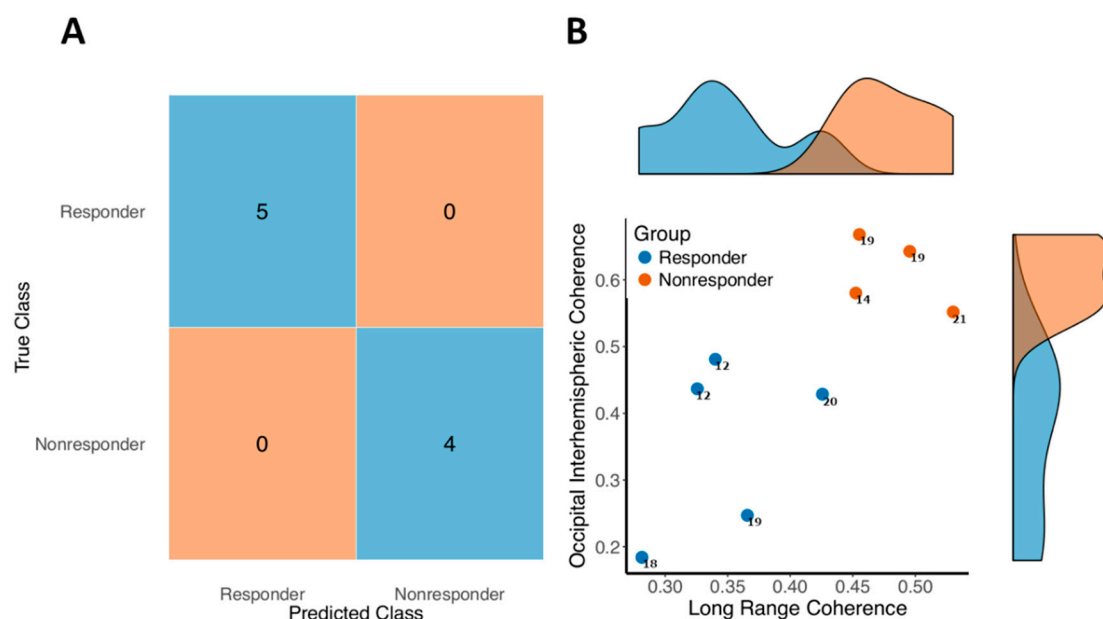 A
True Class
Responder
5
0
Nonresponder
0
4
Responder
Nonresponder
Predicted Class
B
Occipital Interhemispheric Coherence
Group
Responder
Nonresponder
0.6
0.5
0.4
0.3
0.2
19
19
14
21
12
12
20
19
18
0.30
0.35
0.40
0.45
0.50
Long Range Coherence